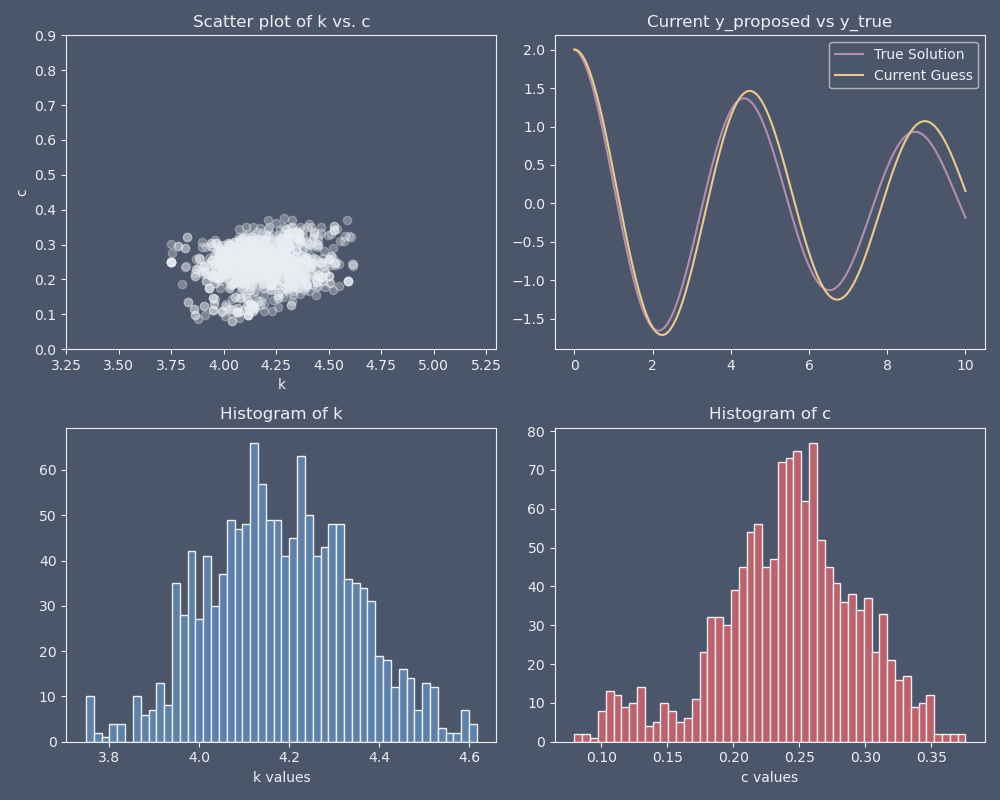 Scatter plot of k vs. c
0.9
0.8
0.7
0.6
0.5
0.4
0.3
0.2
0.1
0.0
c
3.25 3.50 3.75 4.00 4.25 4.50 4.75 5.00 5.25
k
Current y_proposed vs y_true
True Solution
Current Guess
2.0
1.5
1.0
0.5
0.0
−0.5
−1.0
−1.5
0 2 4 6 8 10
Histogram of k
60
50
40
30
20
10
0
3.8 4.0 4.2 4.4 4.6
k values
Histogram of c
80
70
60
50
40
30
20
10
0
0.10 0.15 0.20 0.25 0.30 0.35
c values